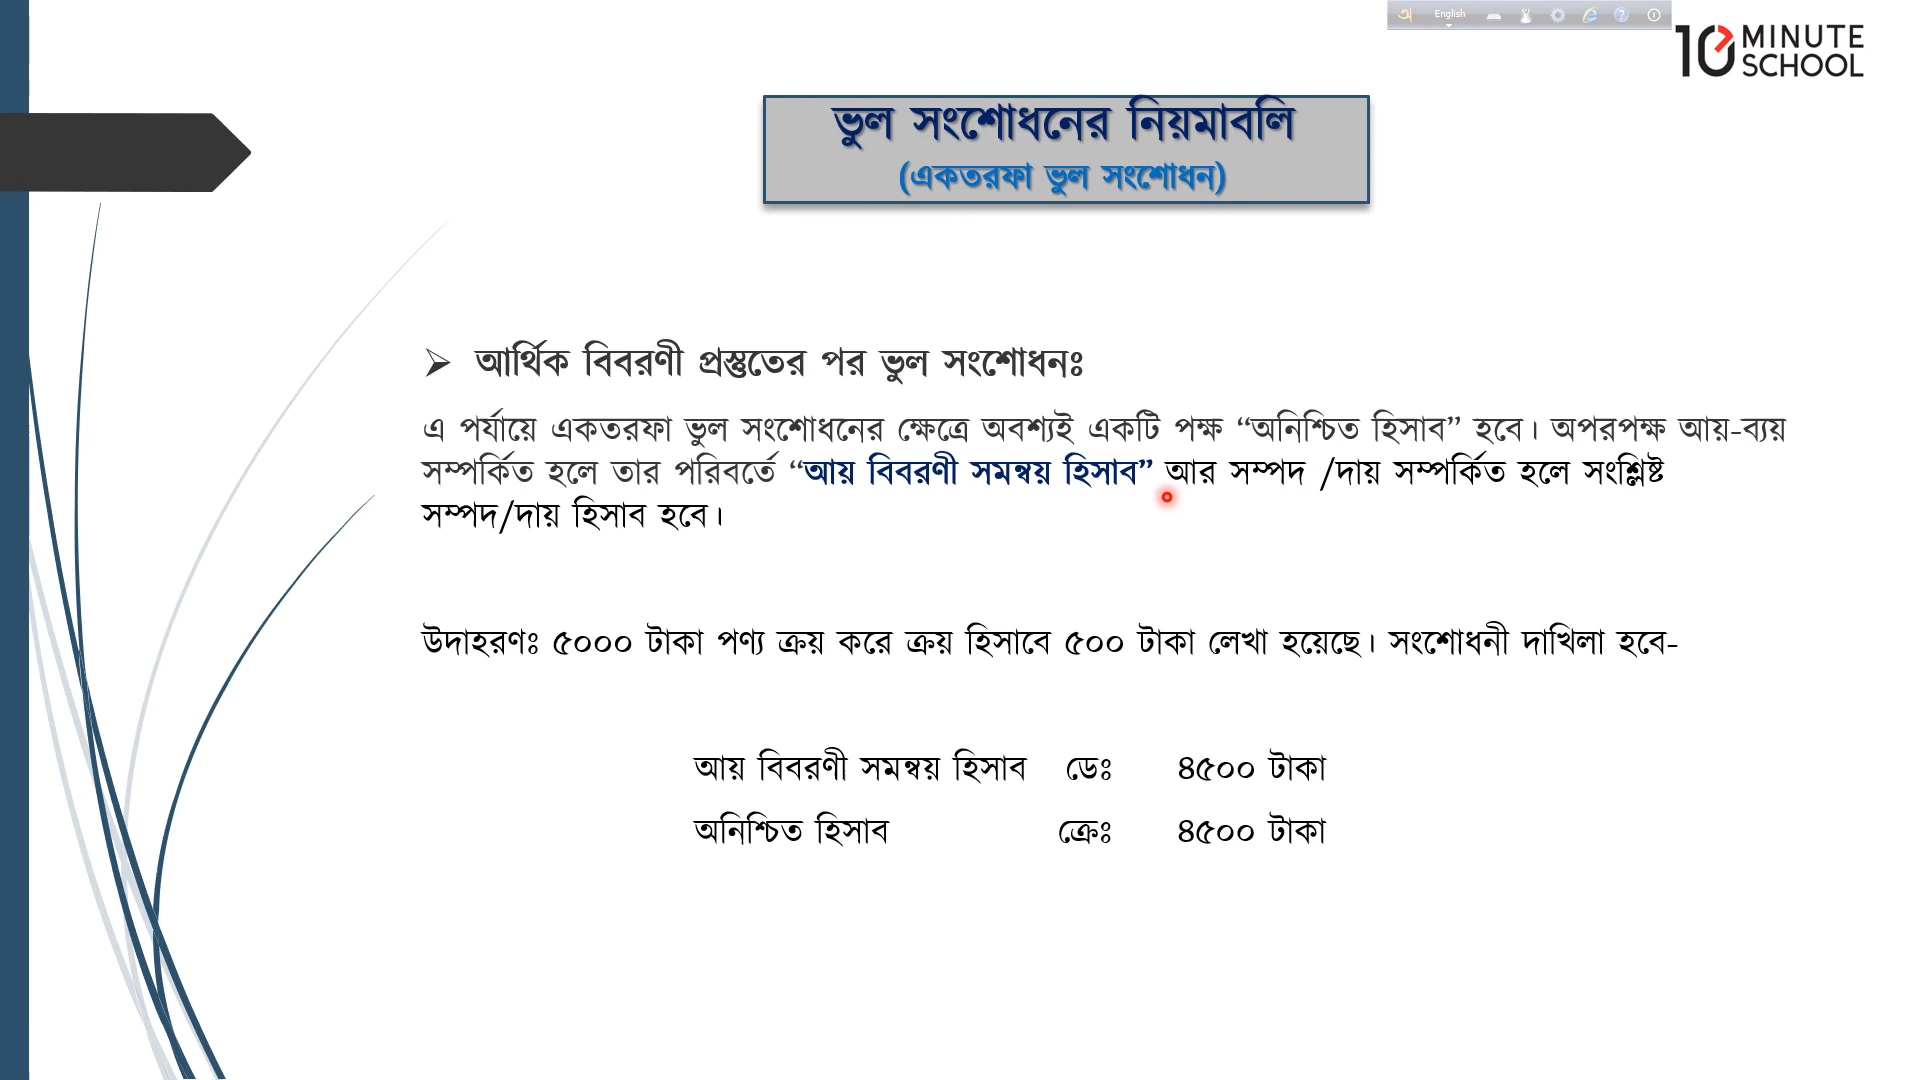 English
10 MINUTE
SCHOOL
ভুল সংশোধনের নিয়মাবলি
(একতরফা ভুল সংশোধন)
আর্থিক বিবরণী প্রস্তুতের পর ভুল সংশোধনঃ
এ পর্যায়ে একতরফা ভুল সংশোধনের ক্ষেত্রে অবশ্যই একটি পক্ষ “অনিশ্চিত হিসাব” হবে। অপরপক্ষ আয়-ব্যয়
সম্পর্কিত হলে তার পরিবর্তে “আয় বিবরণী সমন্বয় হিসাব” আর সম্পদ /দায় সম্পর্কিত হলে সংশ্লিষ্ট
সম্পদ/দায় হিসাব হবে।
উদাহরণঃ ৫০০০ টাকা পণ্য ক্রয় করে ক্রয় হিসাবে ৫০০ টাকা লেখা হয়েছে। সংশোধনী দাখিলা হবে-
আয় বিবরণী সমন্বয় হিসাব ডেঃ ৪৫০০ টাকা
অনিশ্চিত হিসাব ক্রেঃ ৪৫০০ টাকা